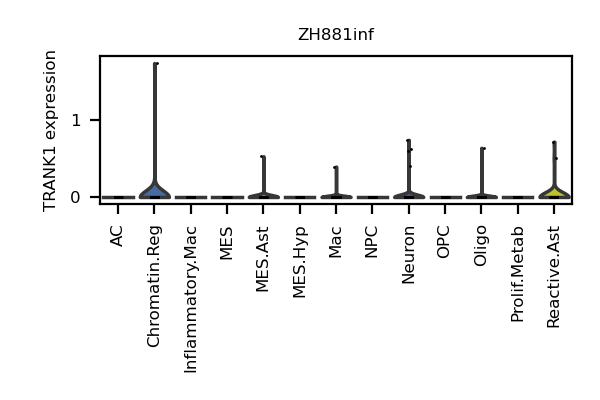 ZH881inf
TRANK1 expression
1
0
AC
Chromatin.Reg
Inflammatory.Mac
MES
MES.Ast
MES.Hyp
Mac
NPC
Neuron
OPC
Oligo
Prolif.Metab
Reactive.Ast